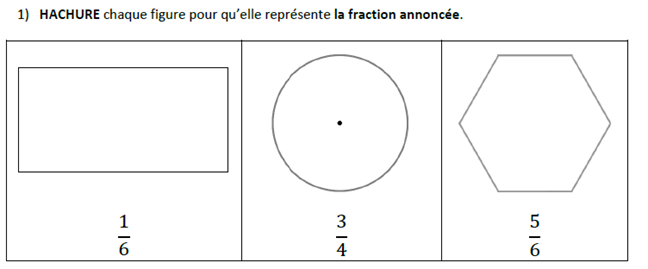 1) HACHURE chaque figure pour qu’elle représente la fraction annoncée.
1/6
3/4
5/6